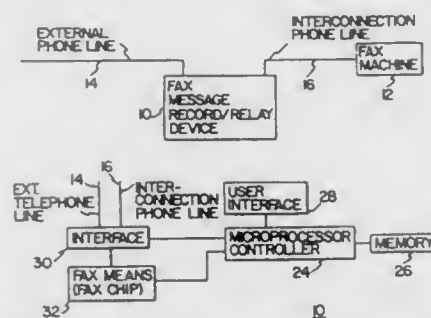 EXTERNAL
PHONE LINE
14
INTERCONNECTION
PHONE LINE
16
FAX
MACHINE
12
FAX
MESSAGE
RECORD/RELAY
DEVICE
10
EXT.
TELEPHONE
LINE
14
16
INTER-
CONNECTION
PHONE LINE
USER
INTERFACE
28
INTERFACE
30
MICROPROCESSOR
CONTROLLER
24
MEMORY
26
FAX MEANS
(FAX CHIP)
32
10